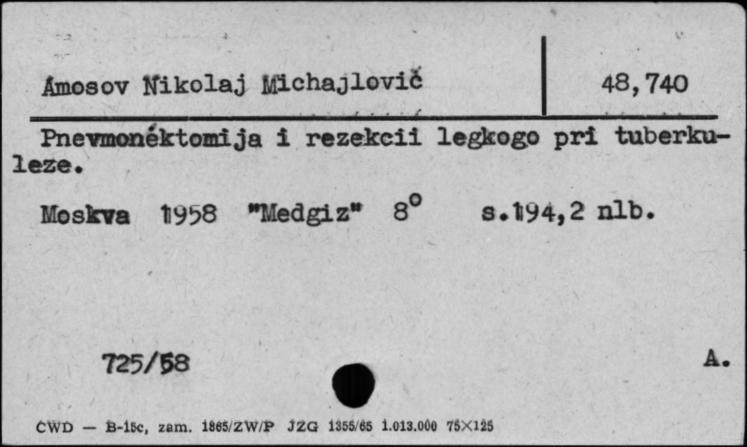 Amosov Nikolaj Michajlovič 48,740
Pnevmonéktomija i rezekcii legkogo pri tuberku-
leze.
Moskva 1958 "Medgiz" 8° s.194,2 nlb.
725/58 A.
CWD — B-15c, zam. 1865/ZW/P JZG 1355/65 1.013.000 75×125